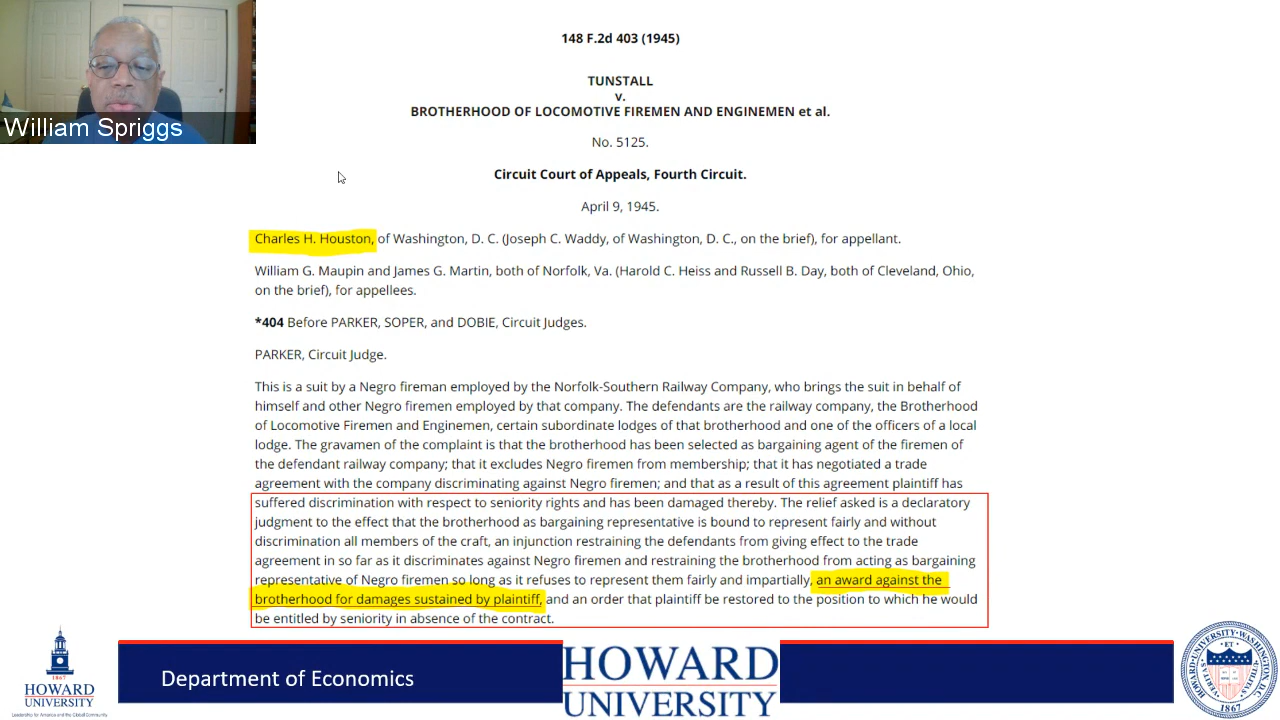 William Spriggs
148 F.2d 403 (1945)
TUNSTALL
v.
BROTHERHOOD OF LOCOMOTIVE FIREMEN AND ENGINEMEN et al.
No. 5125.
Circuit Court of Appeals, Fourth Circuit.
April 9, 1945.
Charles H. Houston, of Washington, D. C. (Joseph C. Waddy, of Washington, D. C., on the brief), for appellant.
William G. Maupin and James G. Martin, both of Norfolk, Va. (Harold C. Heiss and Russell B. Day, both of Cleveland, Ohio,
on the brief), for appellees.
*404 Before PARKER, SOPER, and DOBIE, Circuit Judges.
PARKER, Circuit Judge.
This is a suit by a Negro fireman employed by the Norfolk-Southern Railway Company, who brings the suit in behalf of
himself and other Negro firemen employed by that company. The defendants are the railway company, the Brotherhood
of Locomotive Firemen and Enginemen, certain subordinate lodges of that brotherhood and one of the officers of a local
lodge. The gravamen of the complaint is that the brotherhood has been selected as bargaining agent of the firemen of
the defendant railway company; that it excludes Negro firemen from membership; that it has negotiated a trade
agreement with the company discriminating against Negro firemen; and that as a result of this agreement plaintiff has
suffered discrimination with respect to seniority rights and has been damaged thereby. The relief asked is a declaratory
judgment to the effect that the brotherhood as bargaining representative is bound to represent fairly and without
discrimination all members of the craft, an injunction restraining the defendants from giving effect to the trade
agreement in so far as it discriminates against Negro firemen and restraining the brotherhood from acting as bargaining
representative of Negro firemen so long as it refuses to represent them fairly and impartially, an award against the
brotherhood for damages sustained by plaintiff, and an order that plaintiff be restored to the position to which he would
be entitled by seniority in absence of the contract.
1867
HOWARD
UNIVERSITY
Leadership for America and the Global Community
Department of Economics
HOWARD
UNIVERSITY
1867